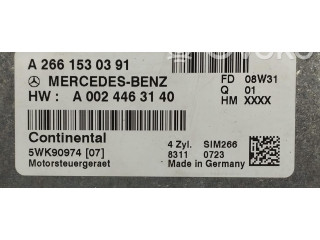 A 266 153 03 91
MERCEDES-BENZ
HW : A 002 446 31 40
FD 08W31
Q 01
HM XXXX
Continental
5WK90974 [07]
Motorsteuergeraet
4 Zyl. SIM266
8311 0723
Made in Germany